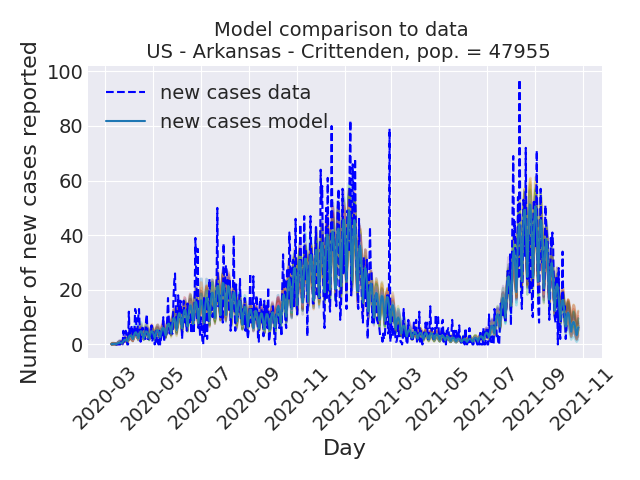 Model comparison to data
US - Arkansas - Crittenden, pop. = 47955
Number of new cases reported
100
80
60
40
20
0
new cases data
new cases model
2020-03
2020-05
2020-07
2020-09
2020-11
2021-01
2021-03
2021-05
2021-07
2021-09
2021-11
Day